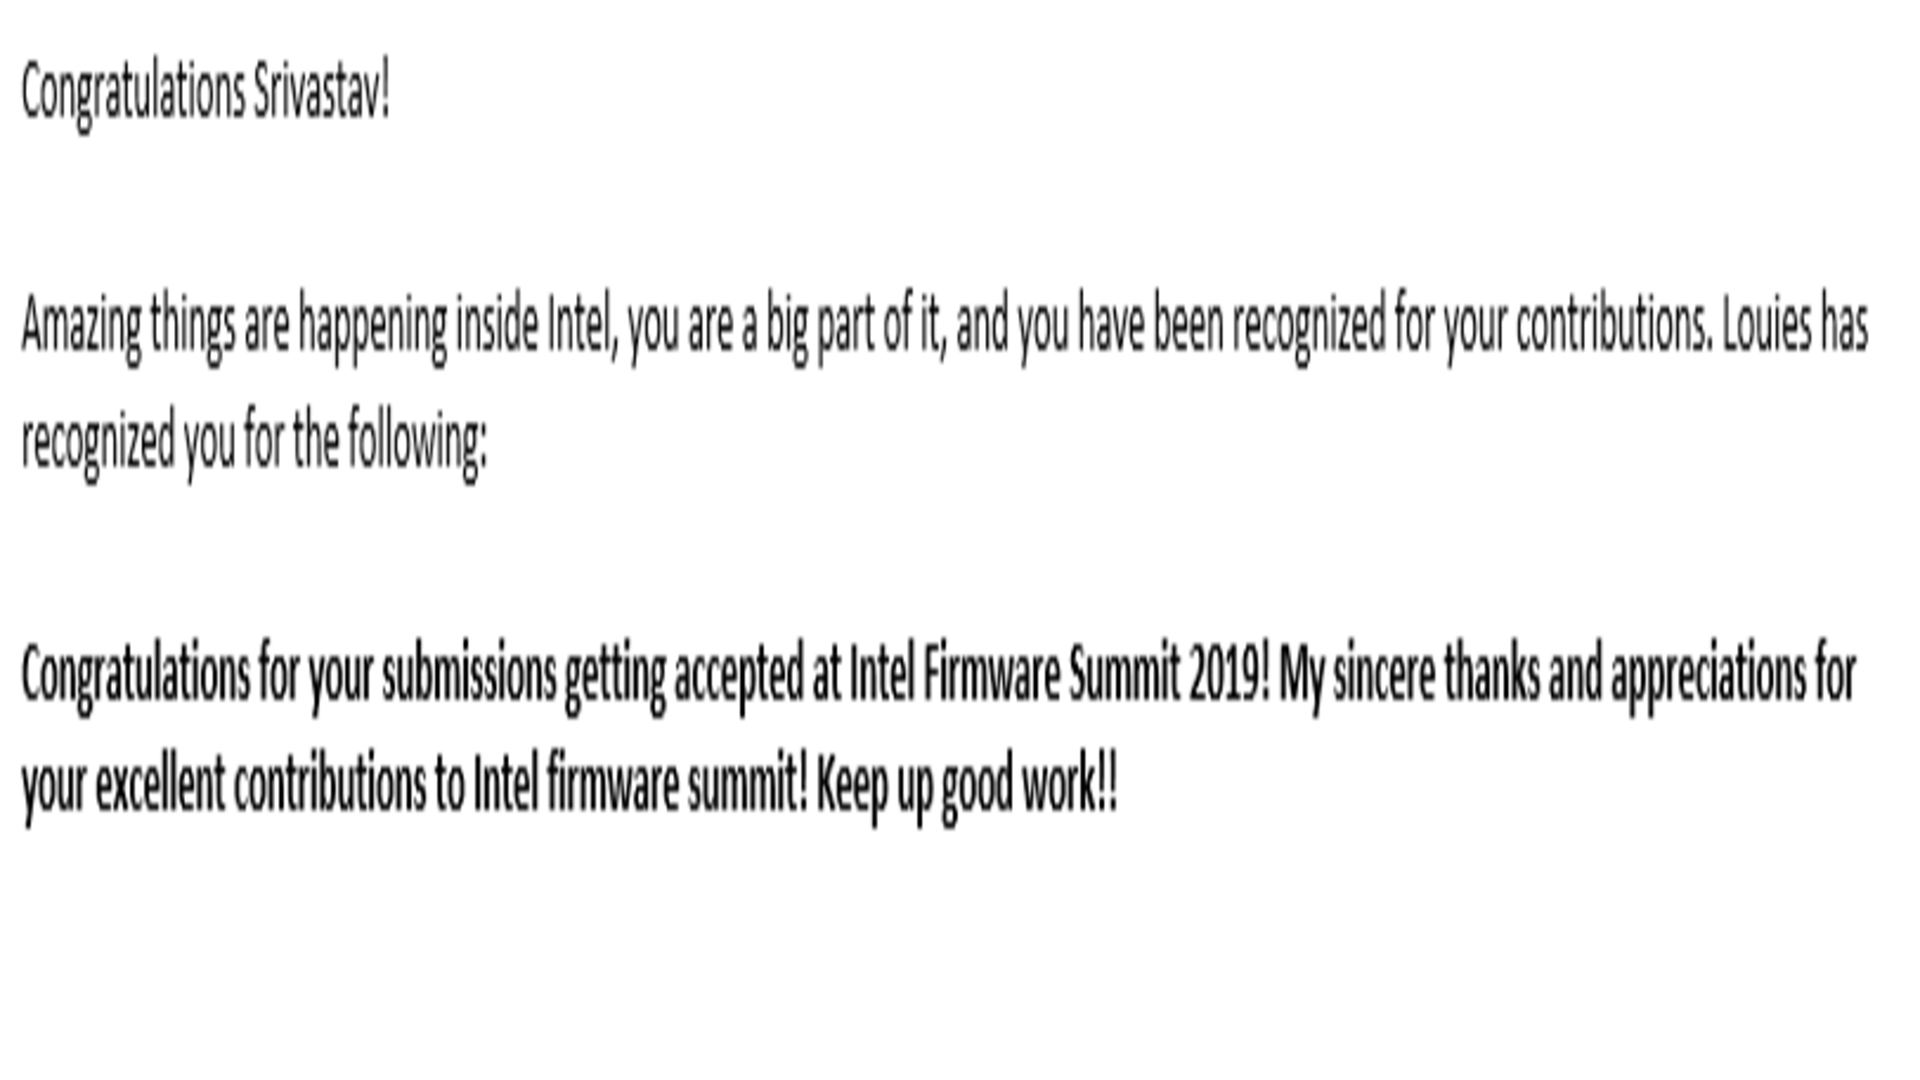 Congratulations Srivastav!
Amazing things are happening inside Intel, you are a big part of it, and you have been recognized for your contributions. Louies has
recognized you for the following:
Congratulations for your submissions getting accepted at Intel Firmware Summit 2019! My sincere thanks and appreciations for
your excellent contributions to Intel firmware summit! Keep up good work!!